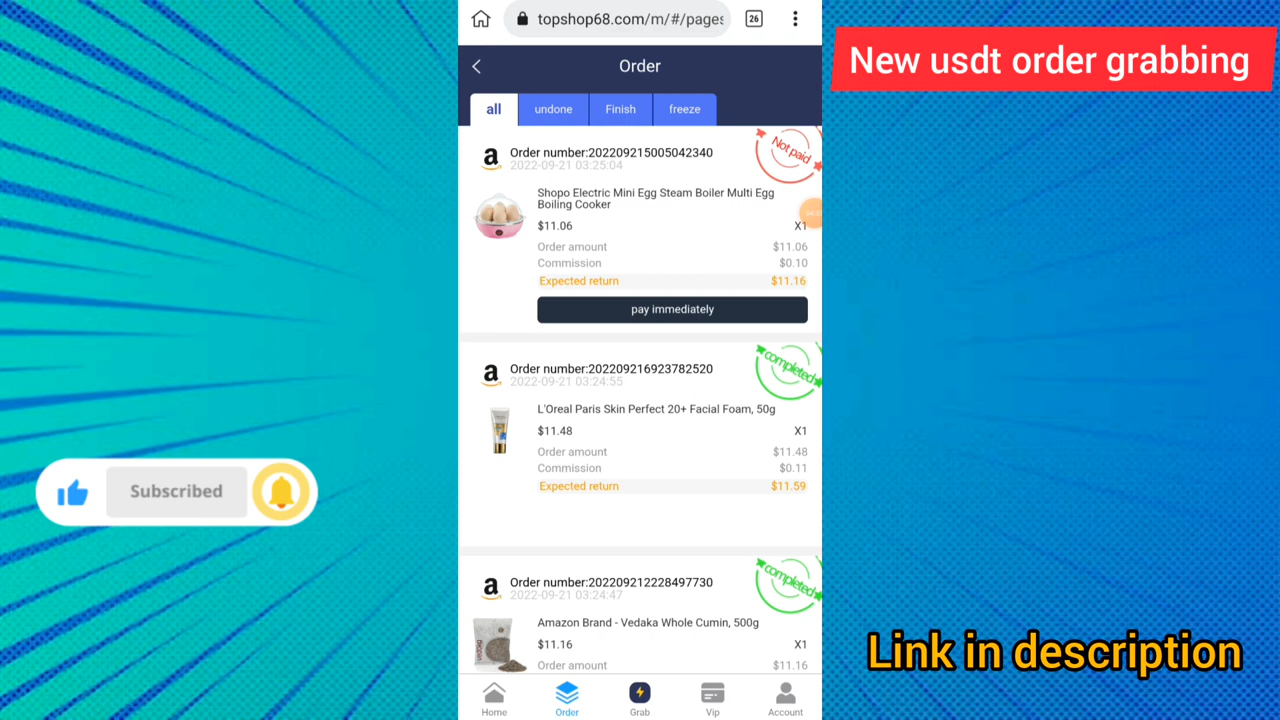 topshop68.com/m/#/pages
26
New usdt order grabbing
Order
all
undone
Finish
freeze
Order number:202209215005042340
2022-09-21 03:25:04
Not paid
Shopo Electric Mini Egg Steam Boiler Multi Egg
Boiling Cooker
$11.06
X1
Order amount
$11.06
Commission
$0.10
Expected return
$11.16
pay immediately
Order number:202209216923782520
2022-09-21 03:24:55
completed
L'Oreal Paris Skin Perfect 20+ Facial Foam, 50g
$11.48
X1
Order amount
$11.48
Commission
$0.11
Expected return
$11.59
Subscribed
Order number:202209212228497730
2022-09-21 03:24:47
completed
Amazon Brand - Vedaka Whole Cumin, 500g
$11.16
X1
Order amount
$11.16
Link in description
Home
Order
Grab
Vip
Account